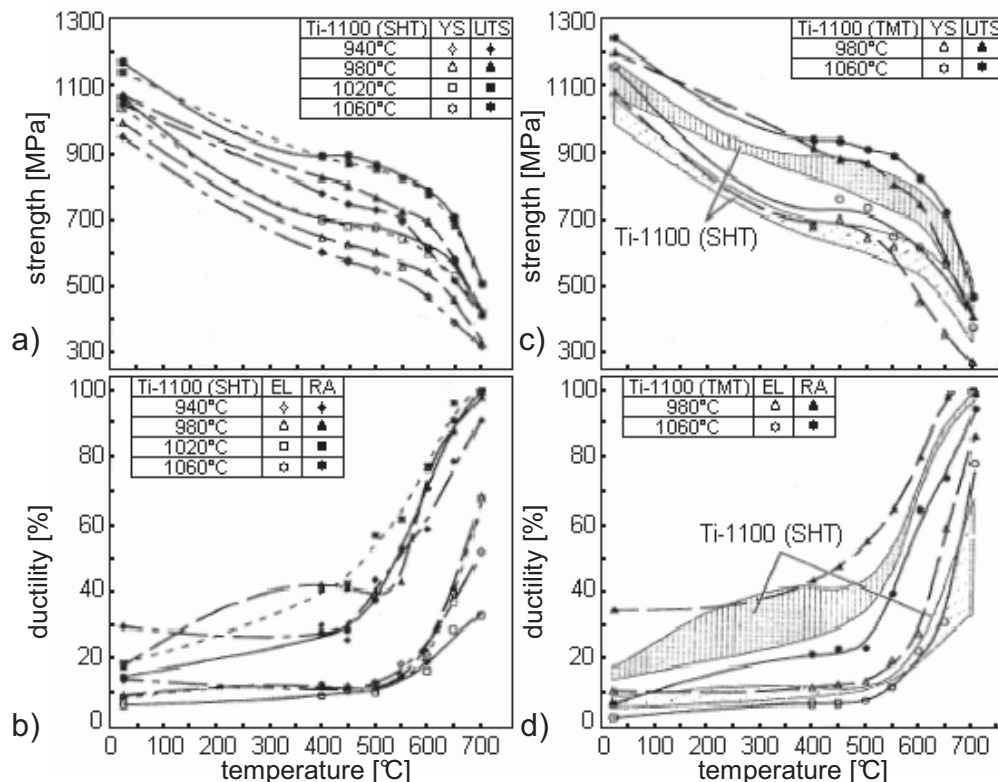 1300
1100
900
700
500
300
strength [MPa]
a)
Ti-1100 (SHT) YS UTS
940°C
980°C
1020°C
1060°C
1300
1100
900
700
500
300
strength [MPa]
c)
Ti-1100 (TMT) YS UTS
980°C
1060°C
Ti-1100 (SHT)
100
80
60
40
20
0
ductility [%]
b)
Ti-1100 (SHT) EL RA
940°C
980°C
1020°C
1060°C
0 100 200 300 400 500 600 700
temperature [°C]
100
80
60
40
20
0
ductility [%]
d)
Ti-1100 (TMT) EL RA
980°C
1060°C
Ti-1100 (SHT)
0 100 200 300 400 500 600 700
temperature [°C]